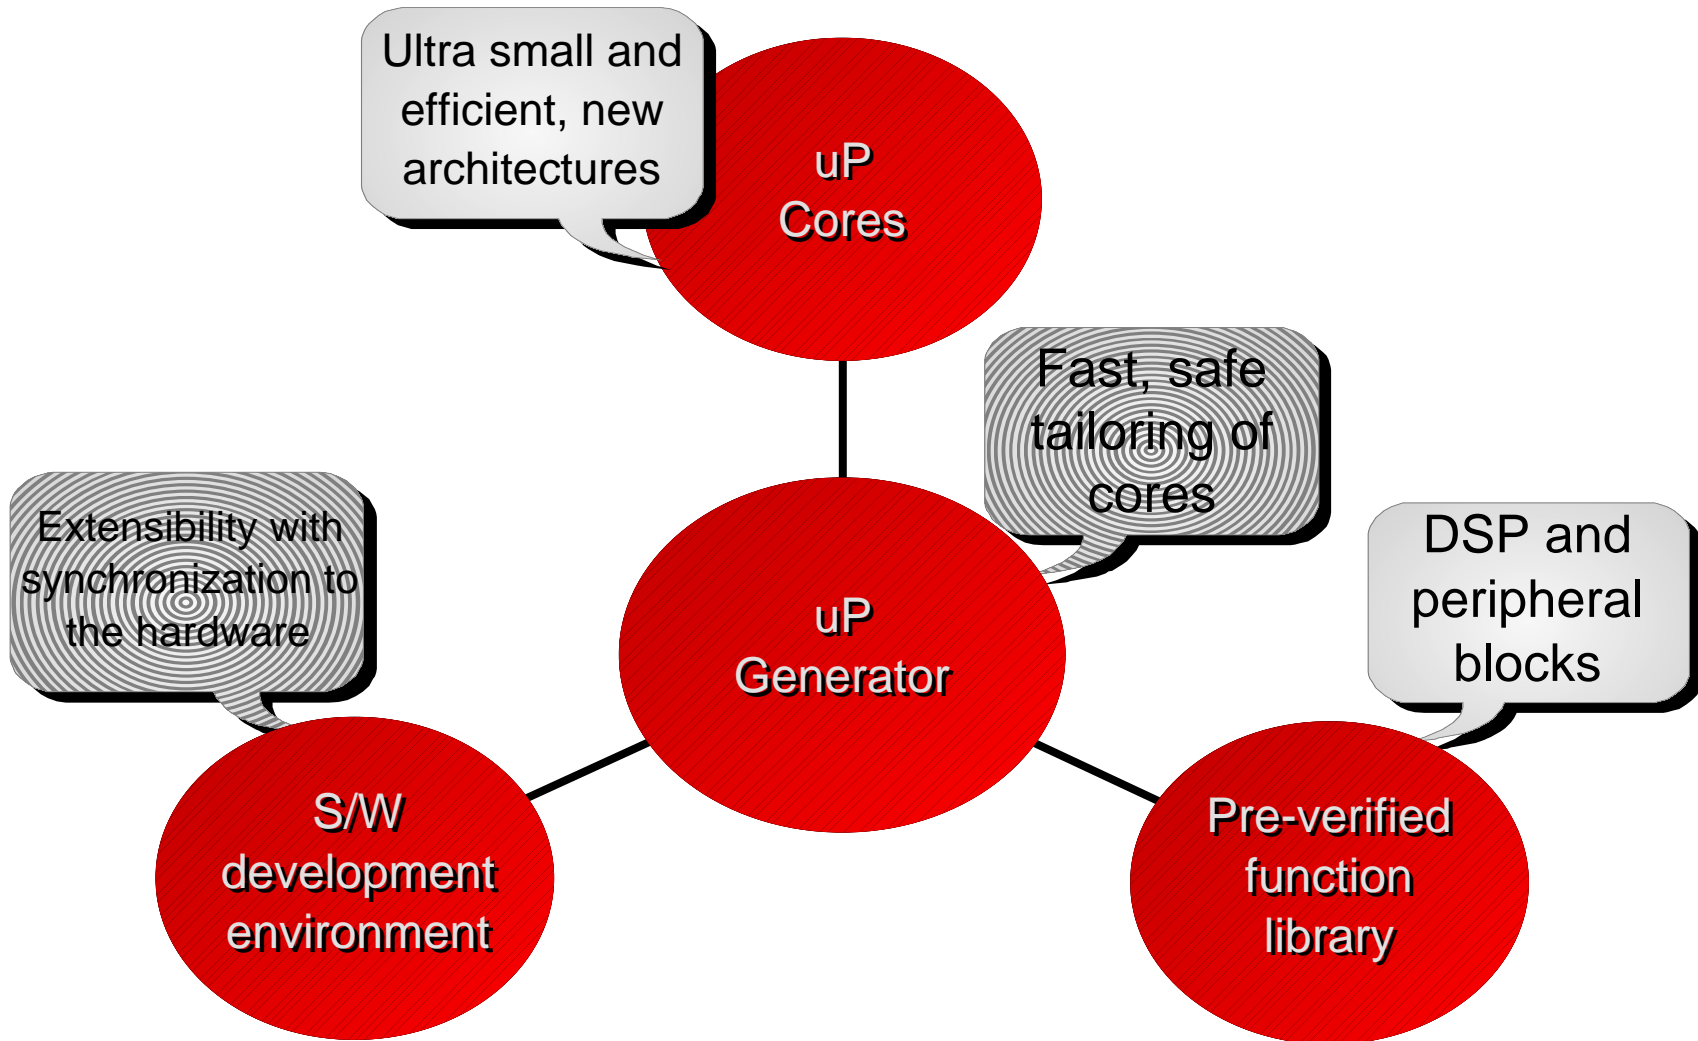 Ultra small and
efficient, new
architectures
uP
Cores
Fast, safe
tailoring of
cores
Extensibility with
synchronization to
the hardware
DSP and
peripheral
blocks
uP
Generator
S/W
development
environment
Pre-verified
function
library